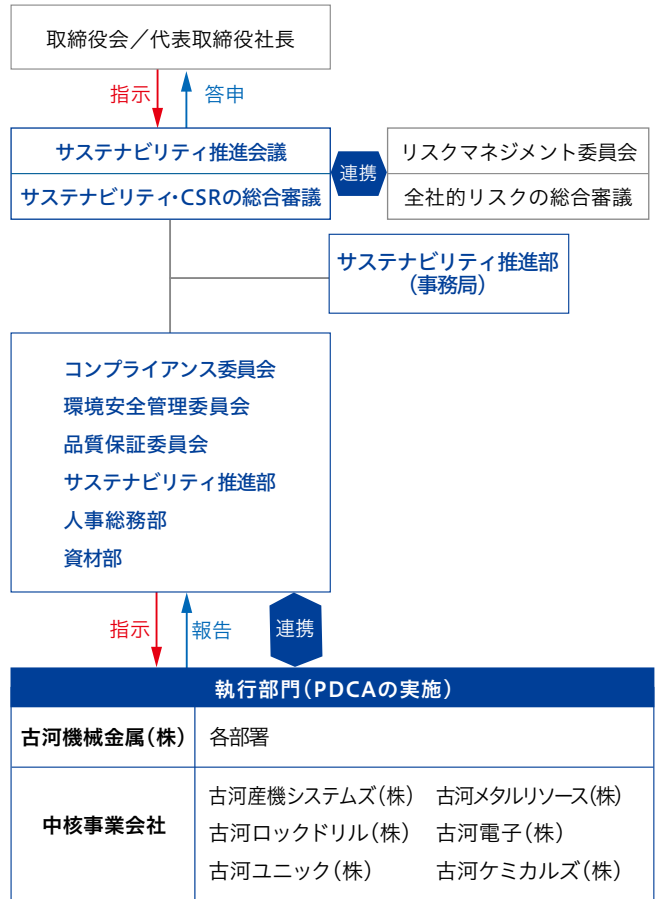 取締役会／代表取締役社長
指示
答申
サステナビリティ推進会議
サステナビリティ・CSRの総合審議
連携
リスクマネジメント委員会
全社的リスクの総合審議
サステナビリティ推進部
（事務局）
コンプライアンス委員会
環境安全管理委員会
品質保証委員会
サステナビリティ推進部
人事総務部
資材部
指示
報告
連携
執行部門（PDCAの実施）
古河機械金属（株） 各部署
中核事業会社
古河産機システムズ（株） 古河メタルリソース（株）
古河ロックドリル（株） 古河電子（株）
古河ユニック（株） 古河ケミカルズ（株）